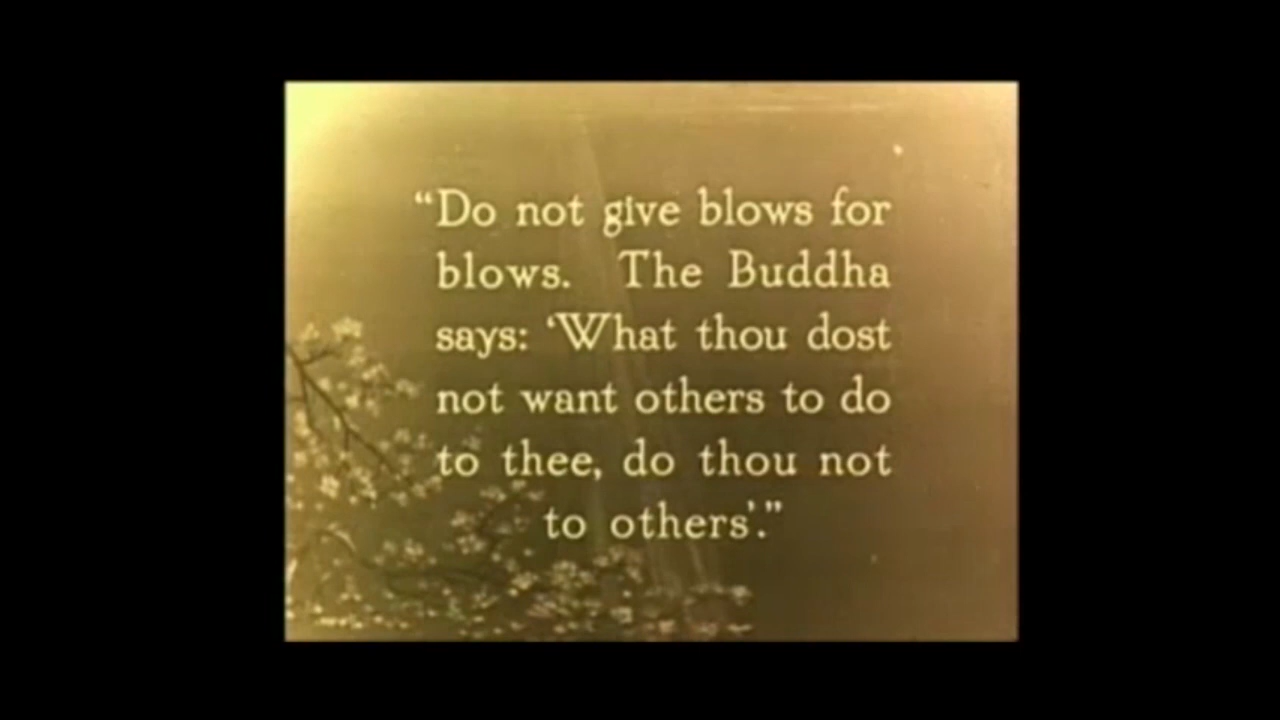 “Do not give blows for
blows. The Buddha
says: ‘What thou dost
not want others to do
to thee, do thou not
to others’.”